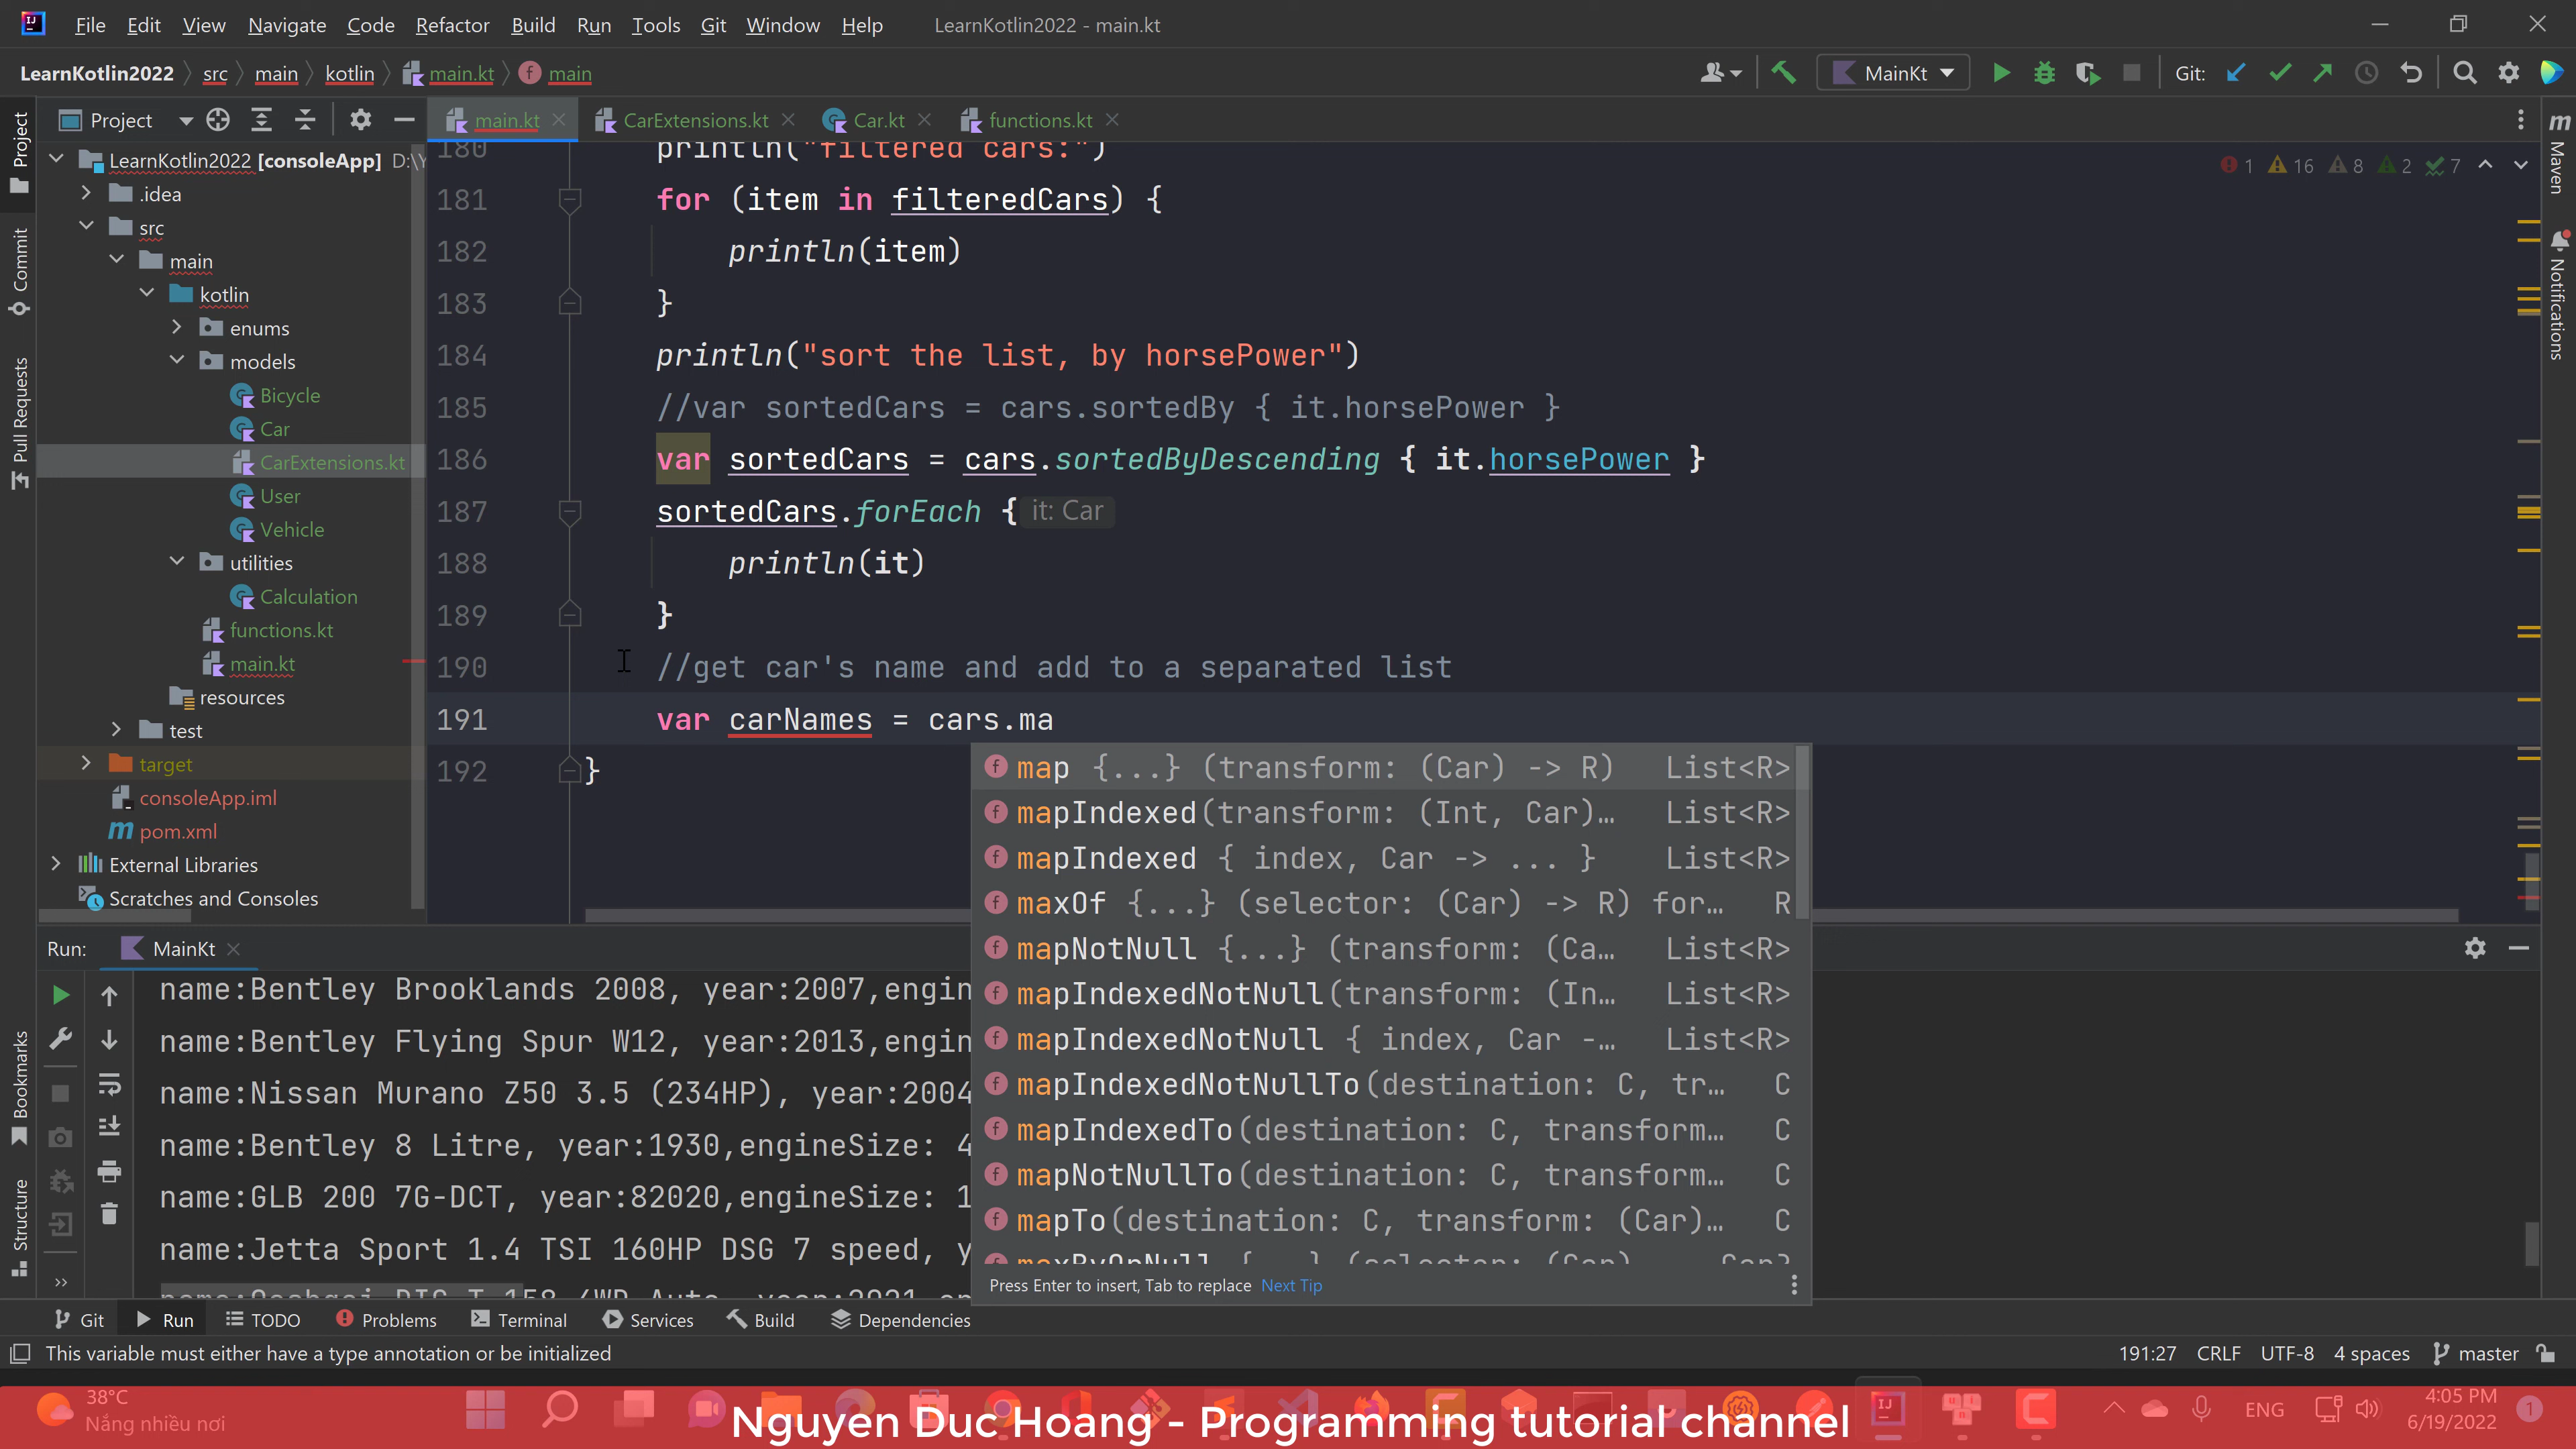 File Edit View Navigate Code Refactor Build Run Tools Git Window Help LearnKotlin2022 - main.kt
LearnKotlin2022 src main kotlin main.kt main MainKt Git:
Project main.kt CarExtensions.kt Car.kt functions.kt
Project
Commit
Pull Requests
Bookmarks
Structure
LearnKotlin2022 [consoleApp] D:\Y
.idea
src
main
kotlin
enums
models
Bicycle
Car
CarExtensions.kt
User
Vehicle
utilities
Calculation
functions.kt
main.kt
resources
test
target
consoleApp.iml
pom.xml
External Libraries
Scratches and Consoles
1 16 8 2 7
180 println("filtered cars:")
181 for (item in filteredCars) {
182 println(item)
183 }
184 println("sort the list, by horsePower")
185 //var sortedCars = cars.sortedBy { it.horsePower }
186 var sortedCars = cars.sortedByDescending { it.horsePower }
187 sortedCars.forEach { it: Car
188 println(it)
189 }
190 //get car's name and add to a separated list
191 var carNames = cars.ma
192 }
map {...} (transform: (Car) -> R) List<R>
mapIndexed(transform: (Int, Car)… List<R>
mapIndexed { index, Car -> ... } List<R>
maxOf {...} (selector: (Car) -> R) for… R
mapNotNull {...} (transform: (Ca… List<R>
mapIndexedNotNull(transform: (In… List<R>
mapIndexedNotNull { index, Car -… List<R>
mapIndexedNotNullTo(destination: C, tr… C
mapIndexedTo(destination: C, transform… C
mapNotNullTo(destination: C, transform… C
mapTo(destination: C, transform: (Car)… C
maxByOrNull {...} (selector: (Car) Car?
Press Enter to insert, Tab to replace Next Tip
Maven
Notifications
Run: MainKt
name:Bentley Brooklands 2008, year:2007,engin
name:Bentley Flying Spur W12, year:2013,engin
name:Nissan Murano Z50 3.5 (234HP), year:2004
name:Bentley 8 Litre, year:1930,engineSize: 4
name:GLB 200 7G-DCT, year:82020,engineSize: 1
name:Jetta Sport 1.4 TSI 160HP DSG 7 speed, y
Git Run TODO Problems Terminal Services Build Dependencies
This variable must either have a type annotation or be initialized 191:27 CRLF UTF-8 4 spaces master
38°C
Nắng nhiều nơi
Nguyen Duc Hoang - Programming tutorial channel
ENG
4:05 PM
6/19/2022
1